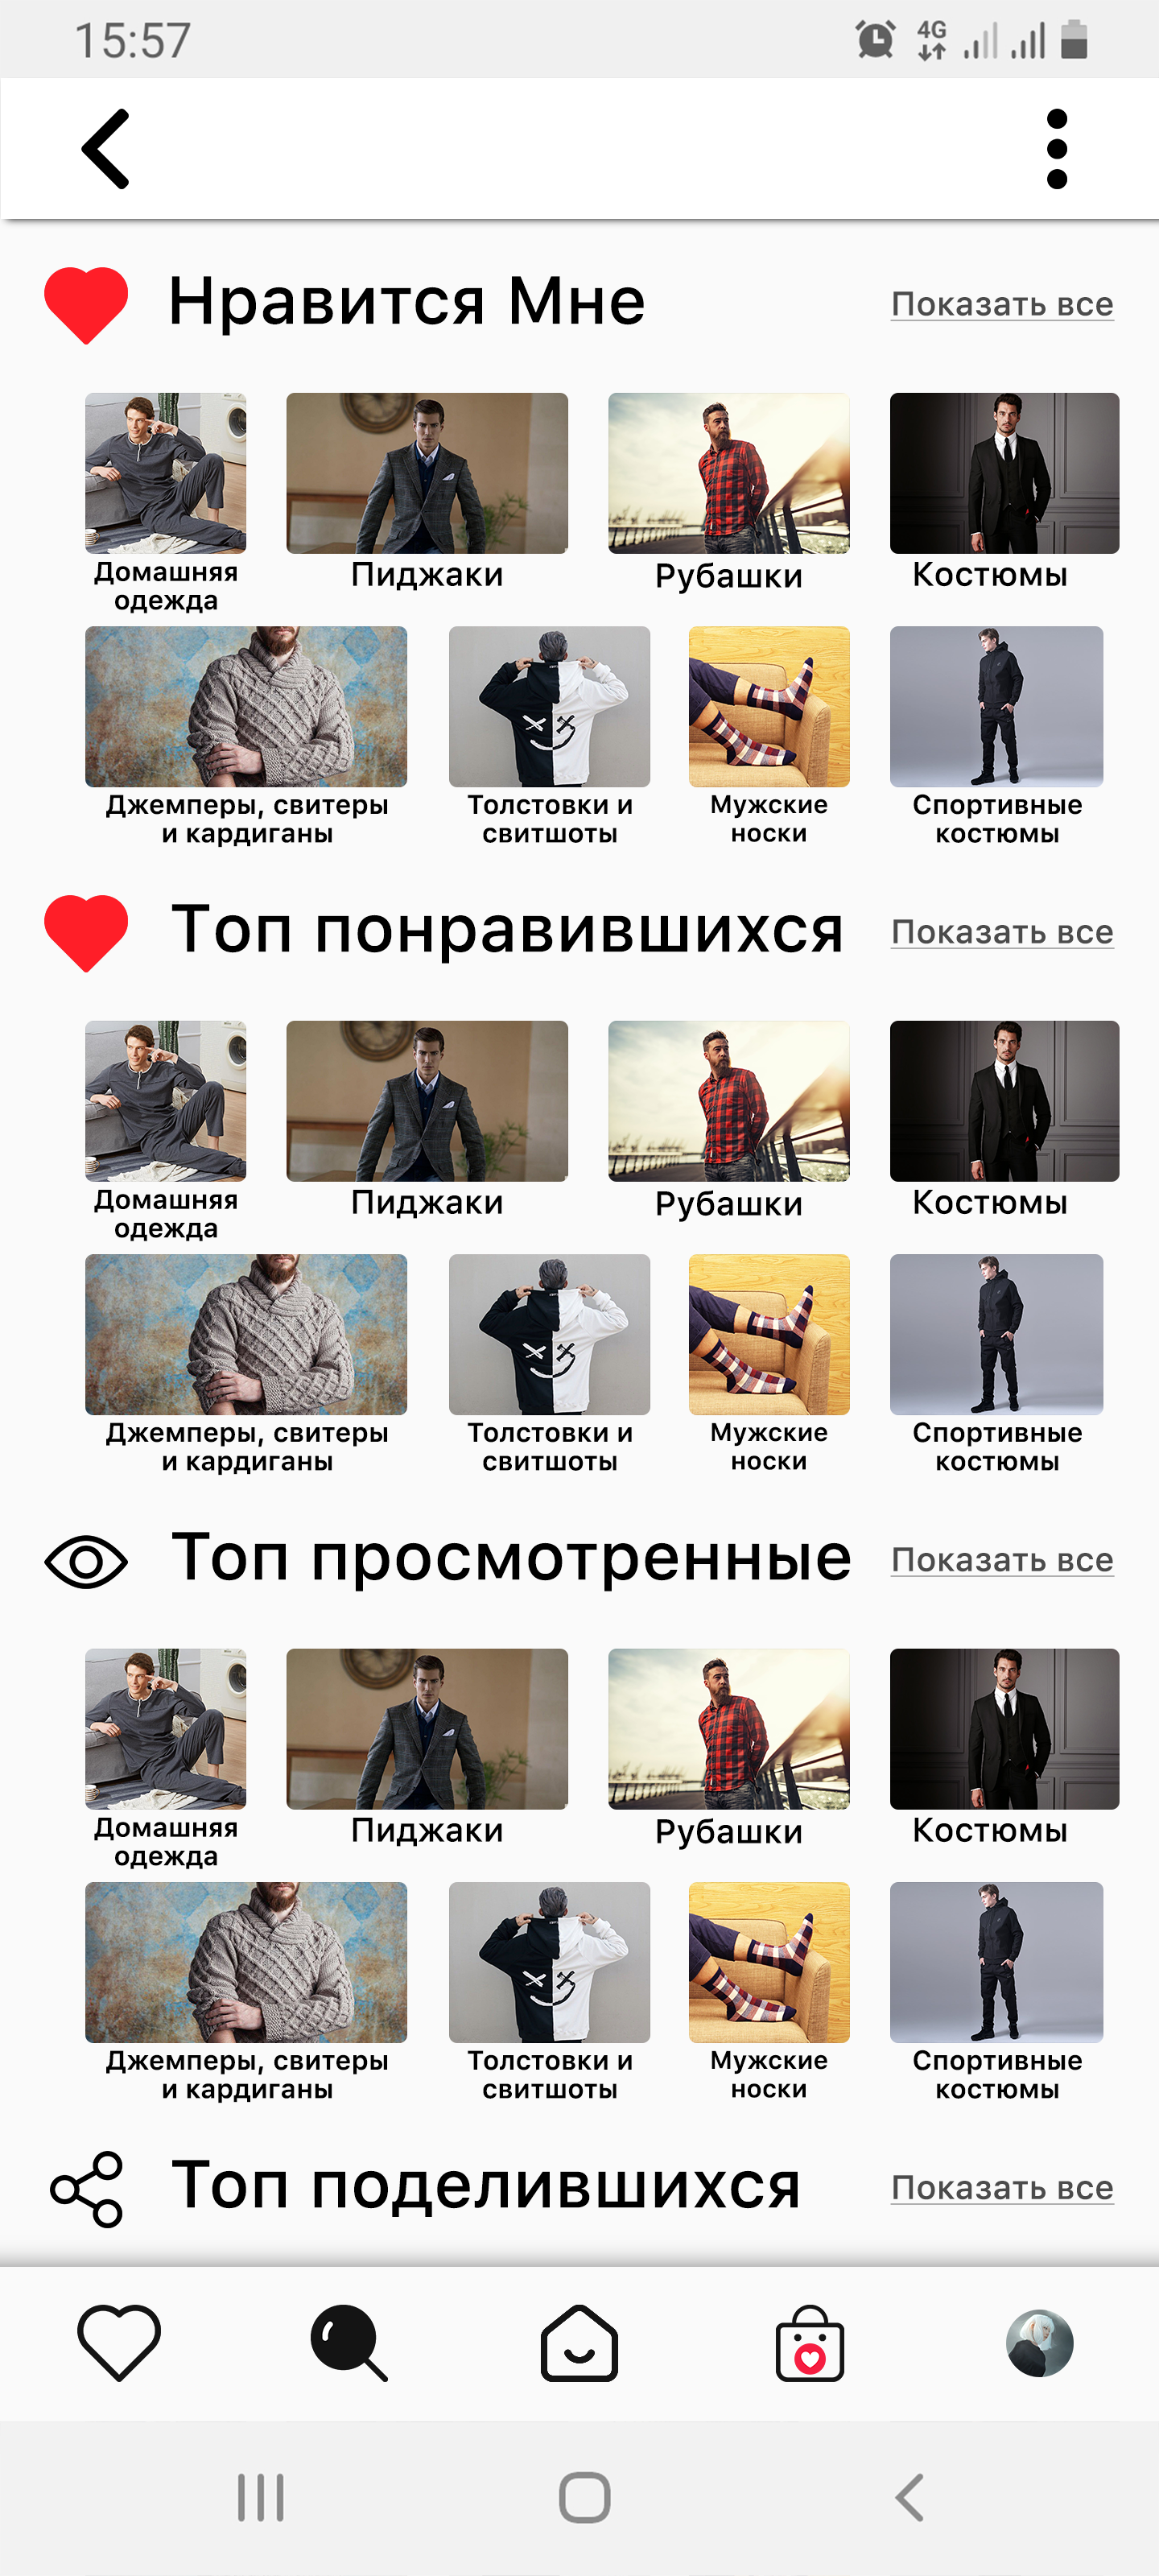 15:57
4G
Нравится Мне
Показать все
Домашняя
одежда
Пиджаки
Рубашки
Костюмы
Джемперы, свитеры
и кардиганы
Толстовки и
свитшоты
Мужские
носки
Спортивные
костюмы
Топ понравившихся
Показать все
Домашняя
одежда
Пиджаки
Рубашки
Костюмы
Джемперы, свитеры
и кардиганы
Толстовки и
свитшоты
Мужские
носки
Спортивные
костюмы
Топ просмотренные
Показать все
Домашняя
одежда
Пиджаки
Рубашки
Костюмы
Джемперы, свитеры
и кардиганы
Толстовки и
свитшоты
Мужские
носки
Спортивные
костюмы
Топ поделившихся
Показать все